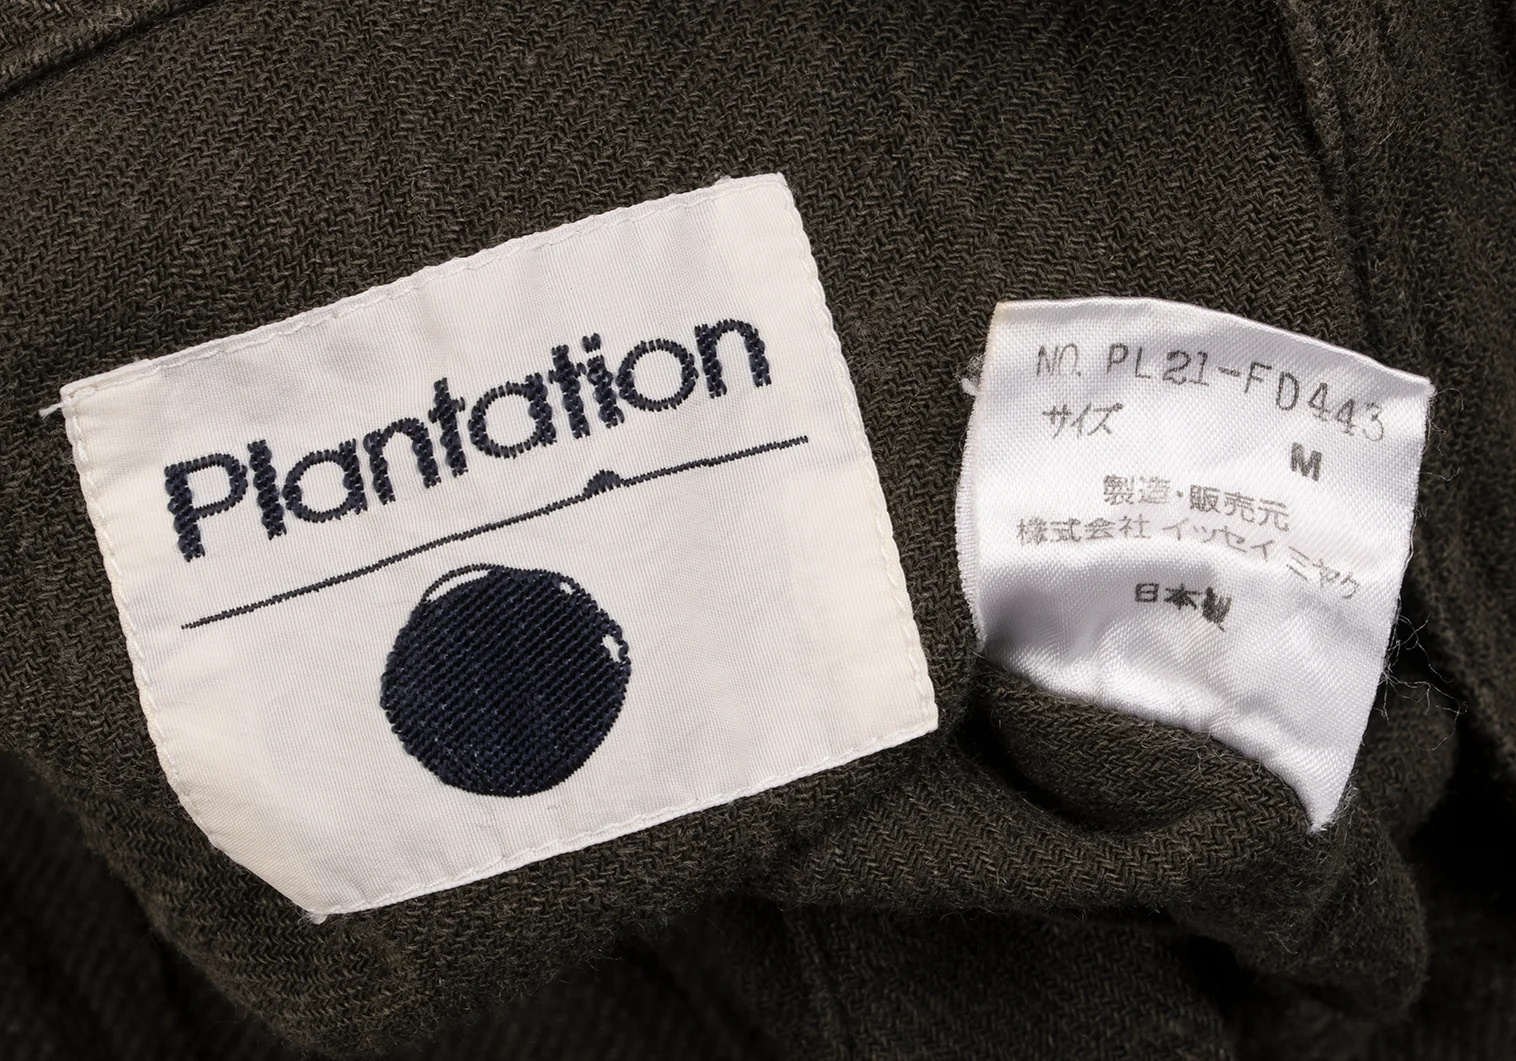 Plantation
NO. PL21-FD443
サイズ
M
製造・販売元
株式会社 イッセイ ミヤケ
日本製